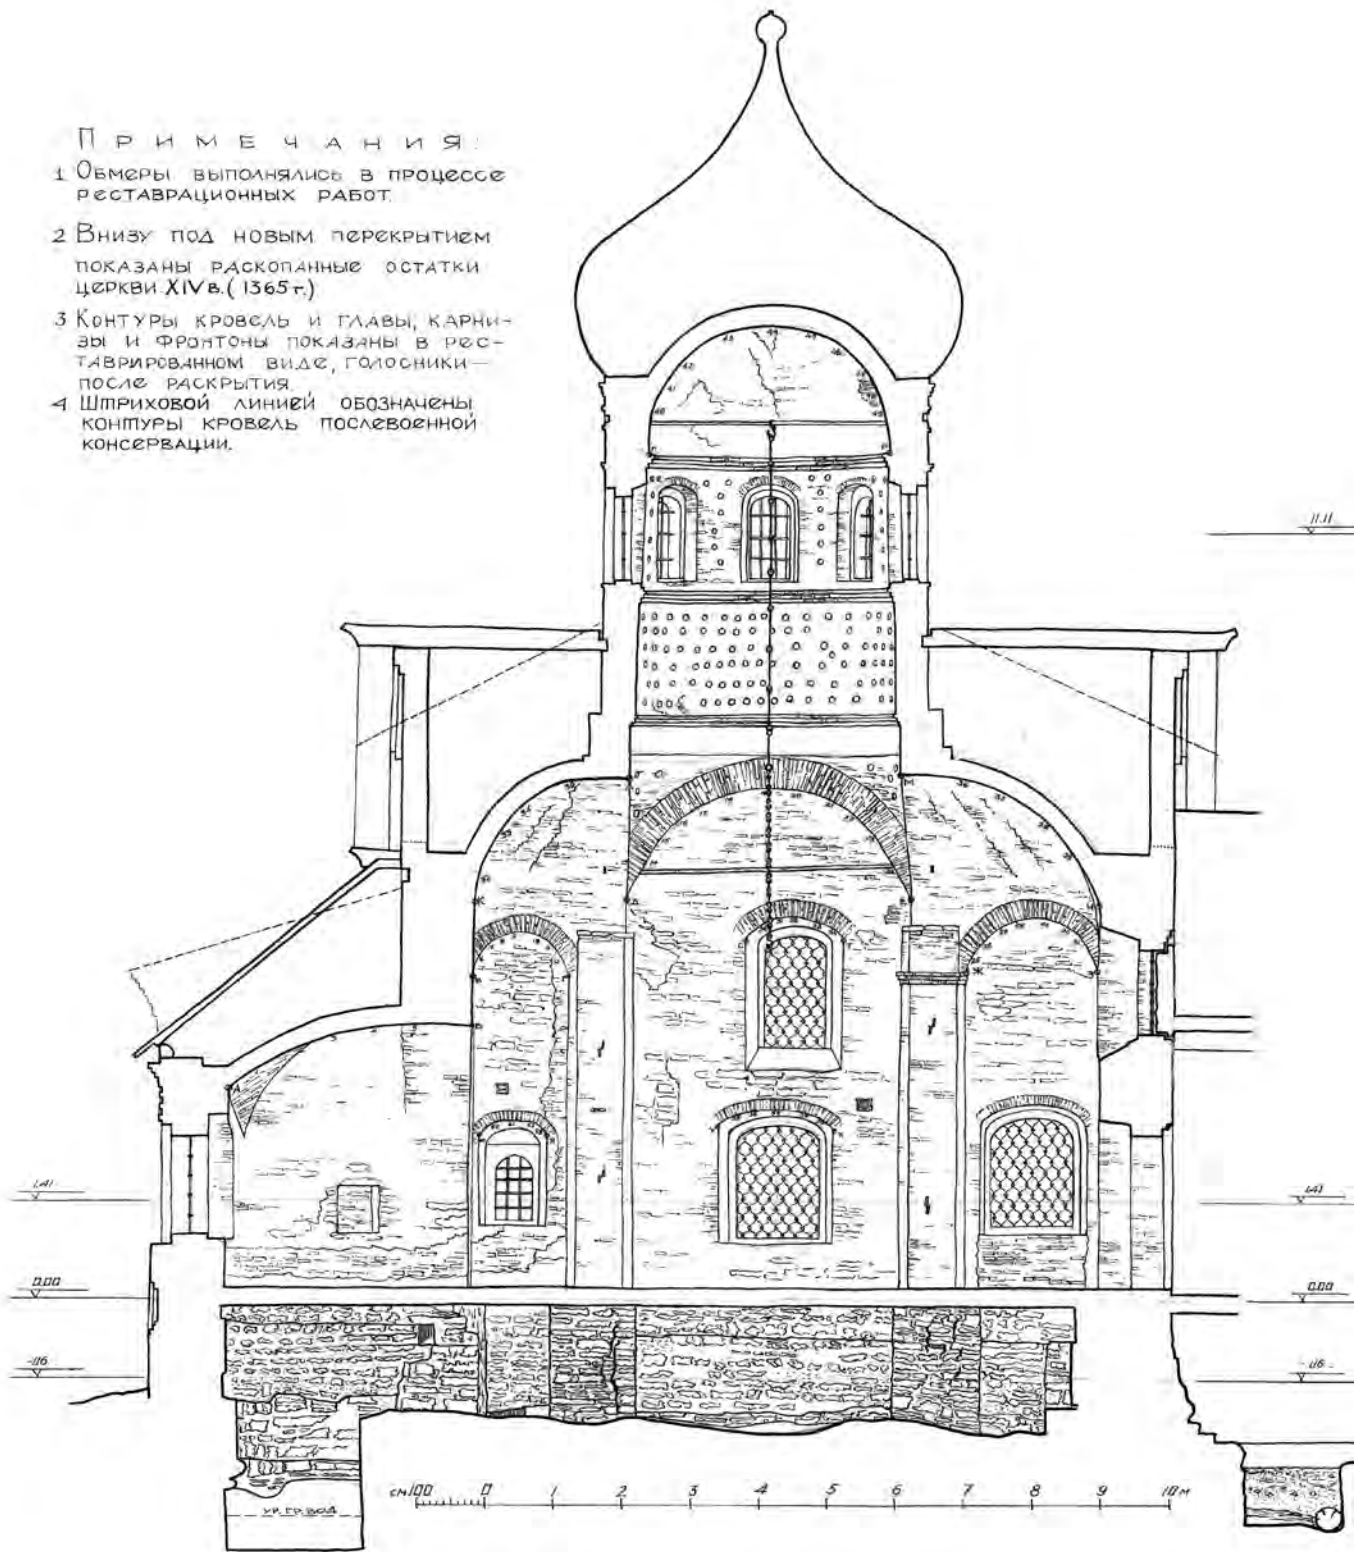 ПРИМЕЧАНИЯ:
1 ОБМЕРЫ ВЫПОЛНЯЛИСЬ В ПРОЦЕССЕ
РЕСТАВРАЦИОННЫХ РАБОТ.
2 ВНИЗУ ПОД НОВЫМ ПЕРЕКРЫТИЕМ
ПОКАЗАНЫ РАСКОПАННЫЕ ОСТАТКИ
ЦЕРКВИ XIV в. (1365 г.)
3 КОНТУРЫ КРОВЕЛЬ И ГЛАВЫ, КАРНИ-
ЗЫ И ФРОНТОНЫ ПОКАЗАНЫ В РЕС-
ТАВРИРОВАННОМ ВИДЕ, ГОЛОСНИКИ —
ПОСЛЕ РАСКРЫТИЯ.
4 ШТРИХОВОЙ ЛИНИЕЙ ОБОЗНАЧЕНЫ
КОНТУРЫ КРОВЕЛЬ ПОСЛЕВОЕННОЙ
КОНСЕРВАЦИИ.
11.11
1.41
1.41
0.00
0.00
-1.16
-1.16
М
К
Д
Ж
см 100 0 1 2 3 4 5 6 7 8 9 10 м
УР. ГР. ВОД